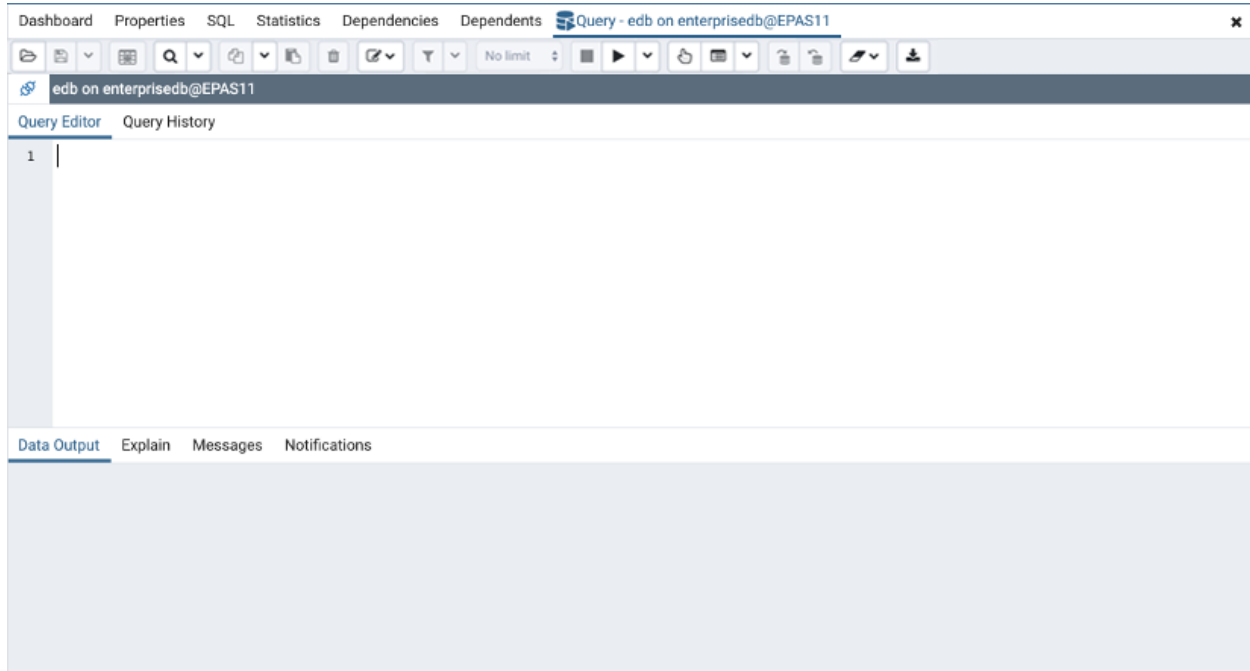 Dashboard Properties SQL Statistics Dependencies Dependents Query - edb on enterprisedb@EPAS11
No limit
edb on enterprisedb@EPAS11
Query Editor Query History
1
Data Output Explain Messages Notifications